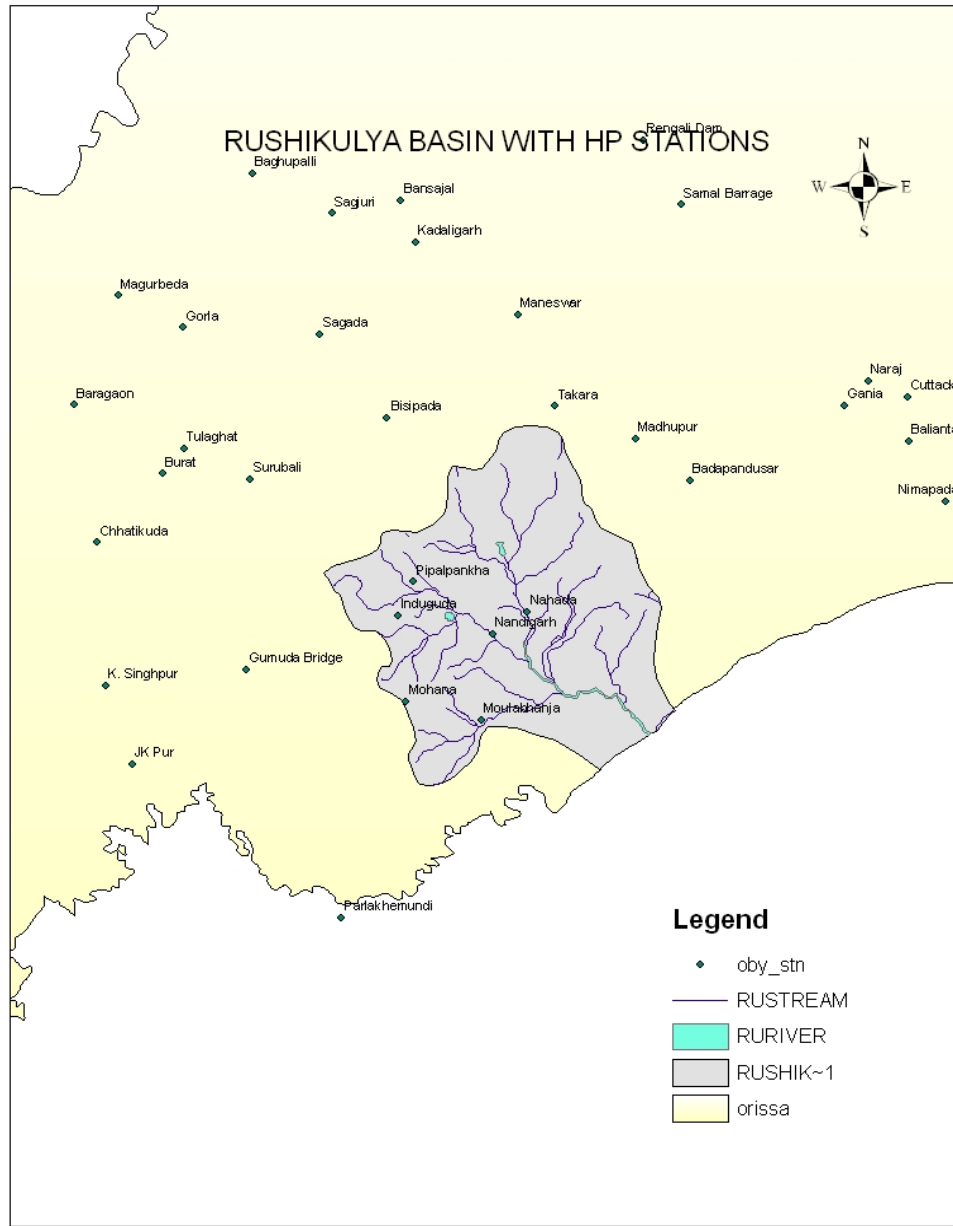 Rengali Dam
RUSHIKULYA BASIN WITH HP STATIONS
N
W E
S
Baghupalli
Bansajal
Sagjuri
Samal Barrage
Kadaligarh
Magurbeda
Maneswar
Gorla
Sagada
Naraj
Cuttack
Baragaon
Bisipada
Takara
Gania
Madhupur
Balianta
Tulaghat
Burat
Surubali
Badapandusar
Nimapada
Chhatikuda
Pipalpankha
Induguda
Nahada
Nandigarh
Gumuda Bridge
K. Singhpur
Mohana
Moulabhanja
JK Pur
Parlakhemundi
Legend
oby_stn
RUSTREAM
RURIVER
RUSHIK~1
orissa